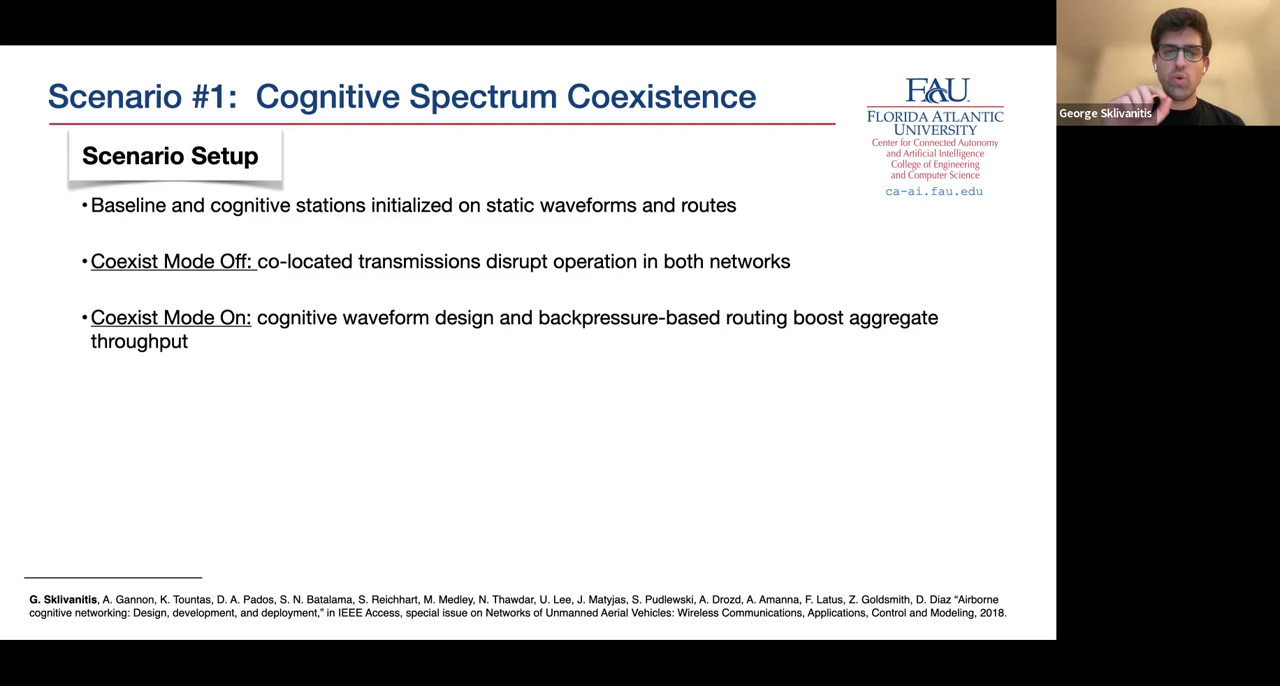 Scenario #1: Cognitive Spectrum Coexistence
FAU
FLORIDA ATLANTIC
UNIVERSITY
Center for Connected Autonomy
and Artificial Intelligence
College of Engineering
and Computer Science
ca-ai.fau.edu
George Sklivanitis
Scenario Setup
•Baseline and cognitive stations initialized on static waveforms and routes
•Coexist Mode Off: co-located transmissions disrupt operation in both networks
•Coexist Mode On: cognitive waveform design and backpressure-based routing boost aggregate
throughput
G. Sklivanitis, A. Gannon, K. Tountas, D. A. Pados, S. N. Batalama, S. Reichhart, M. Medley, N. Thawdar, U. Lee, J. Matyjas, S. Pudlewski, A. Drozd, A. Amanna, F. Latus, Z. Goldsmith, D. Diaz “Airborne
cognitive networking: Design, development, and deployment,” in IEEE Access, special issue on Networks of Unmanned Aerial Vehicles: Wireless Communications, Applications, Control and Modeling, 2018.